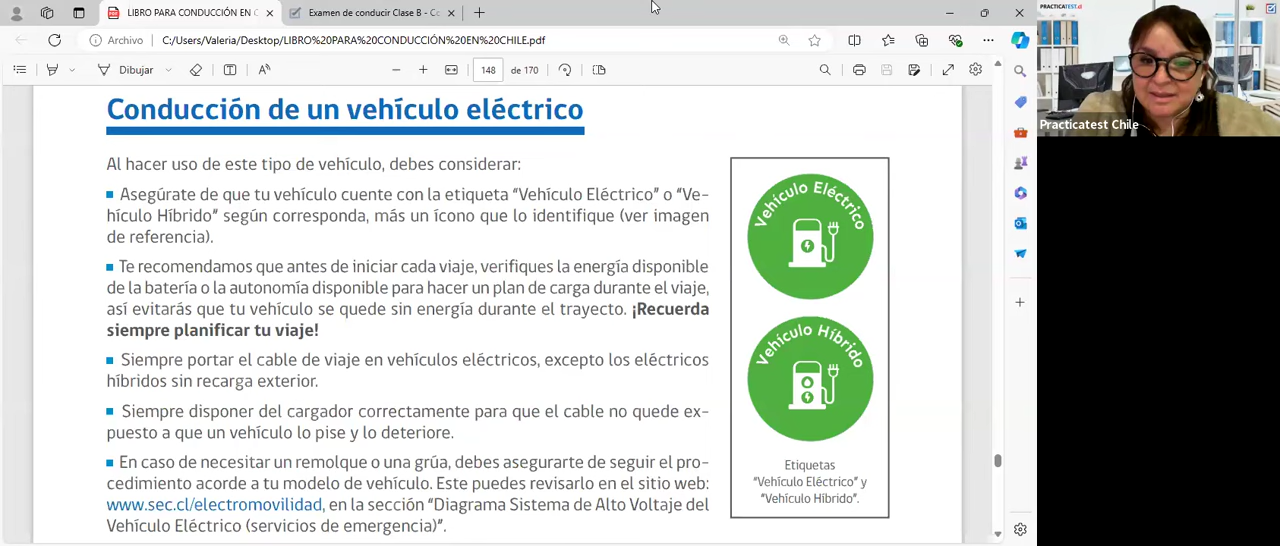 LIBRO PARA CONDUCCIÓN EN C
Examen de conducir Clase B - Co
Archivo
C:/Users/Valeria/Desktop/LIBRO%20PARA%20CONDUCCIÓN%20EN%20CHILE.pdf
Dibujar
148 de 170
PRACTICATEST.cl
Practicatest Chile
Conducción de un vehículo eléctrico
Al hacer uso de este tipo de vehículo, debes considerar:
Asegúrate de que tu vehículo cuente con la etiqueta “Vehículo Eléctrico” o “Ve-
hículo Híbrido” según corresponda, más un ícono que lo identifique (ver imagen
de referencia).
Te recomendamos que antes de iniciar cada viaje, verifiques la energía disponible
de la batería o la autonomía disponible para hacer un plan de carga durante el viaje,
así evitarás que tu vehículo se quede sin energía durante el trayecto. ¡Recuerda
siempre planificar tu viaje!
Siempre portar el cable de viaje en vehículos eléctricos, excepto los eléctricos
híbridos sin recarga exterior.
Siempre disponer del cargador correctamente para que el cable no quede ex-
puesto a que un vehículo lo pise y lo deteriore.
En caso de necesitar un remolque o una grúa, debes asegurarte de seguir el pro-
cedimiento acorde a tu modelo de vehículo. Este puedes revisarlo en el sitio web:
www.sec.cl/electromovilidad, en la sección “Diagrama Sistema de Alto Voltaje del
Vehículo Eléctrico (servicios de emergencia)”.
Vehículo Eléctrico
Vehículo Híbrido
Etiquetas
“Vehículo Eléctrico” y
“Vehículo Híbrido”.